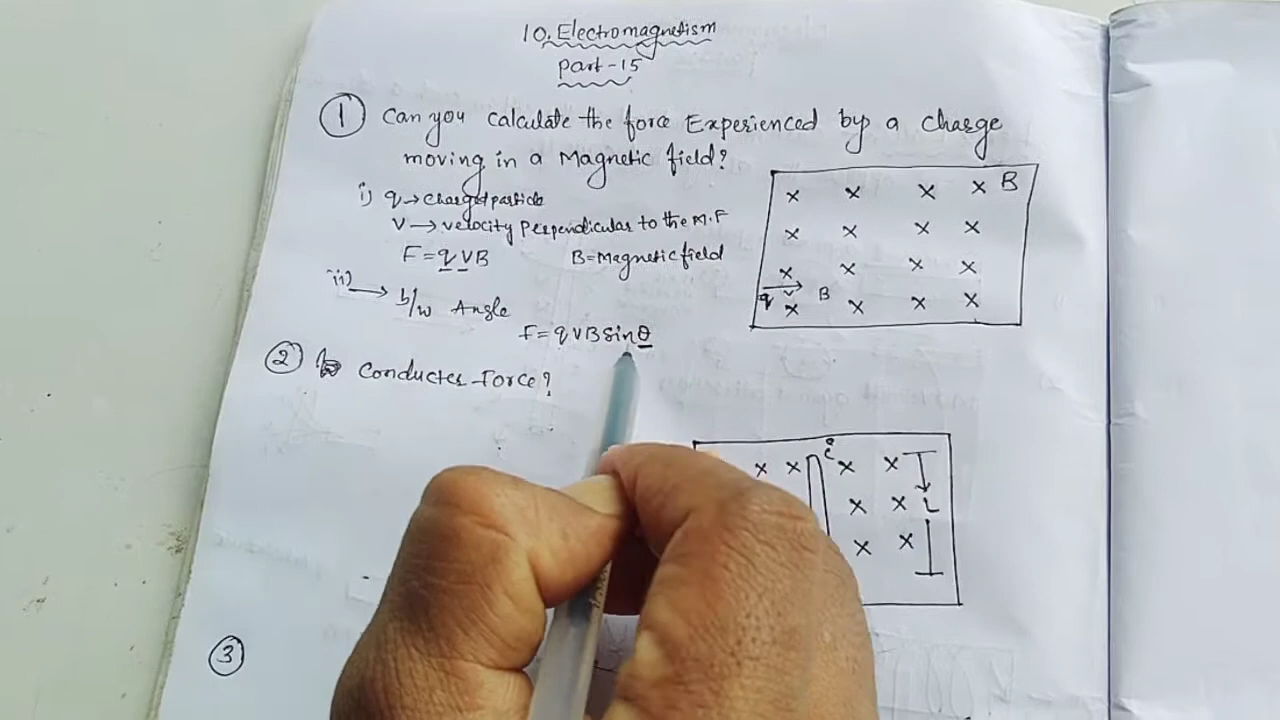 10. Electromagnetism
part-15
1 Can you calculate the force Experienced by a charge
moving in a Magnetic field?
i) q → charged particle
v → velocity perpendicular to the M.F
F = qVB B = Magnetic field
ii) → b/w Angle
F = qVB sinθ
x x x x B
x x x x
x x x x
q v x B x x x
2 Conducter Force?
x x i x x
x x L
x x
3